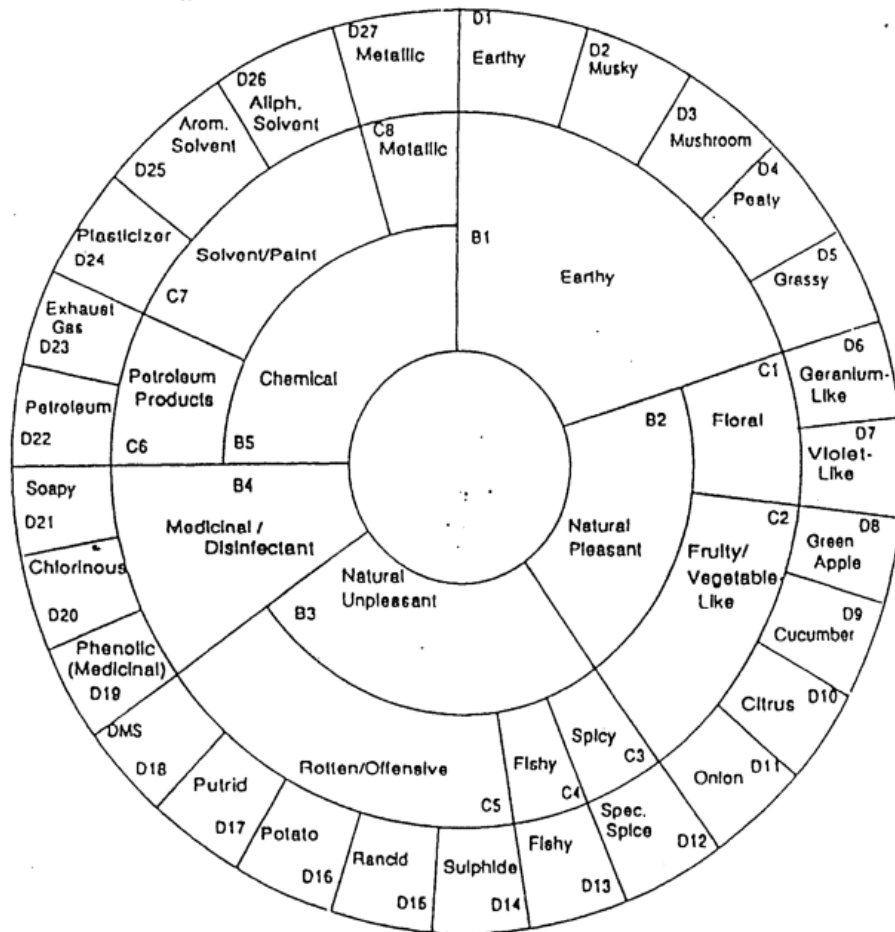 D1
Earthy
D2
Musky
D3
Mushroom
D4
Peaty
D5
Grassy
D6
Geranium-
Like
D7
Violet-
Like
D8
Green
Apple
D9
Cucumber
D10
Citrus
D11
Onion
D12
Spec.
Spice
D13
Fishy
D14
Sulphide
D15
Rancid
D16
Potato
D17
Putrid
D18
DMS
D19
Phenolic
(Medicinal)
D20
Chlorinous
D21
Soapy
D22
Petroleum
D23
Exhaust
Gas
D24
Plasticizer
D25
Arom.
Solvent
D26
Aliph.
Solvent
D27
Metallic
C1
Floral
C2
Fruity/
Vegetable
Like
C3
Spicy
C4
Fishy
C5
Rotten/Offensive
C6
Petroleum
Products
C7
Solvent/Paint
C8
Metallic
B1
Earthy
B2
Natural
Pleasant
B3
Natural
Unpleasant
B4
Medicinal /
Disinfectant
B5
Chemical